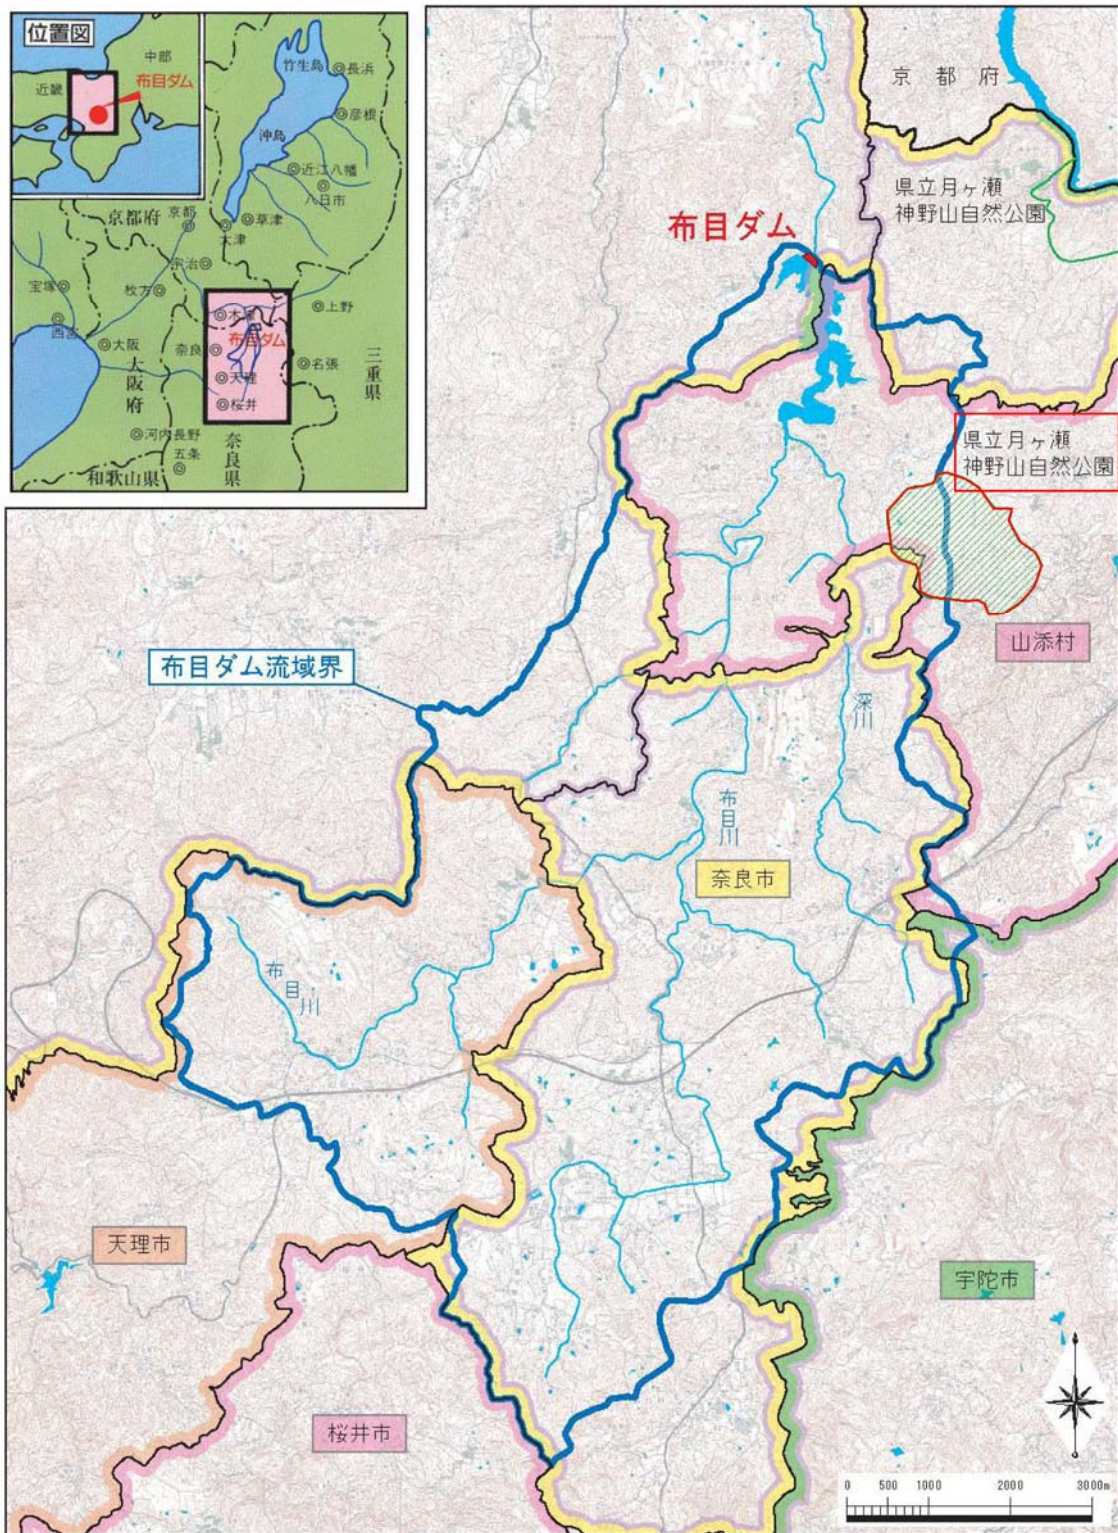 位置図
中部
近畿
布目ダム
竹生島
長浜
彦根
沖島
近江八幡
八日市
京都府
京都
草津
大津
宇治
宝塚
枚方
上野
西宮
大阪
奈良
布目ダム
名張
大阪府
天理
三重県
桜井
河内長野
五条
奈良県
和歌山県
京都府
県立月ヶ瀬
神野山自然公園
布目ダム
県立月ヶ瀬
神野山自然公園
山添村
布目ダム流域界
深川
布目川
奈良市
布目川
天理市
宇陀市
桜井市
0 500 1000 2000 3000m